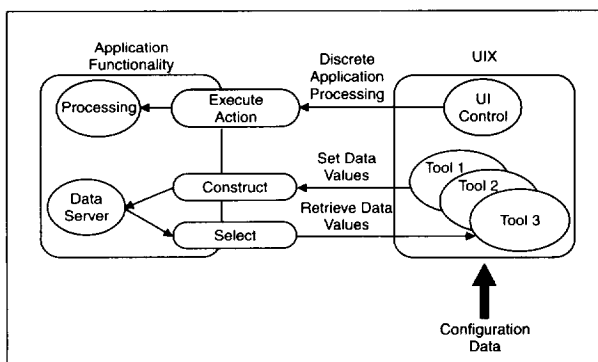 Application
Functionality
Discrete
Application
Processing
UIX
Processing
Execute
Action
UI
Control
Set Data
Values
Tool 1
Construct
Tool 2
Data
Server
Retrieve Data
Values
Tool 3
Select
Configuration
Data